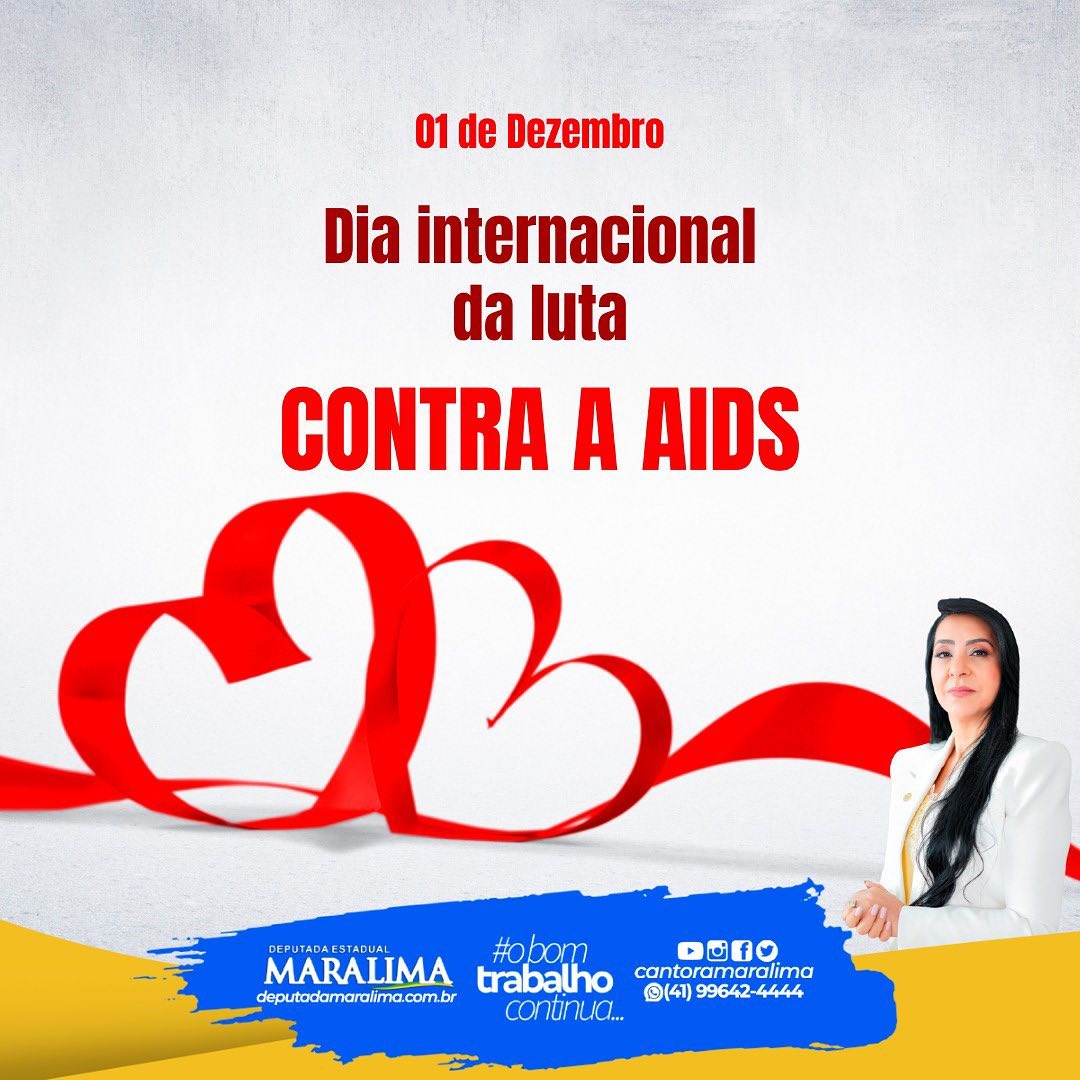 01 de Dezembro
Dia internacional
da luta
CONTRA A AIDS
DEPUTADA ESTADUAL
MARALIMA
deputadamaralima.com.br
#o bom
trabalho
continua...
cantoramaralima
(41) 99642-4444